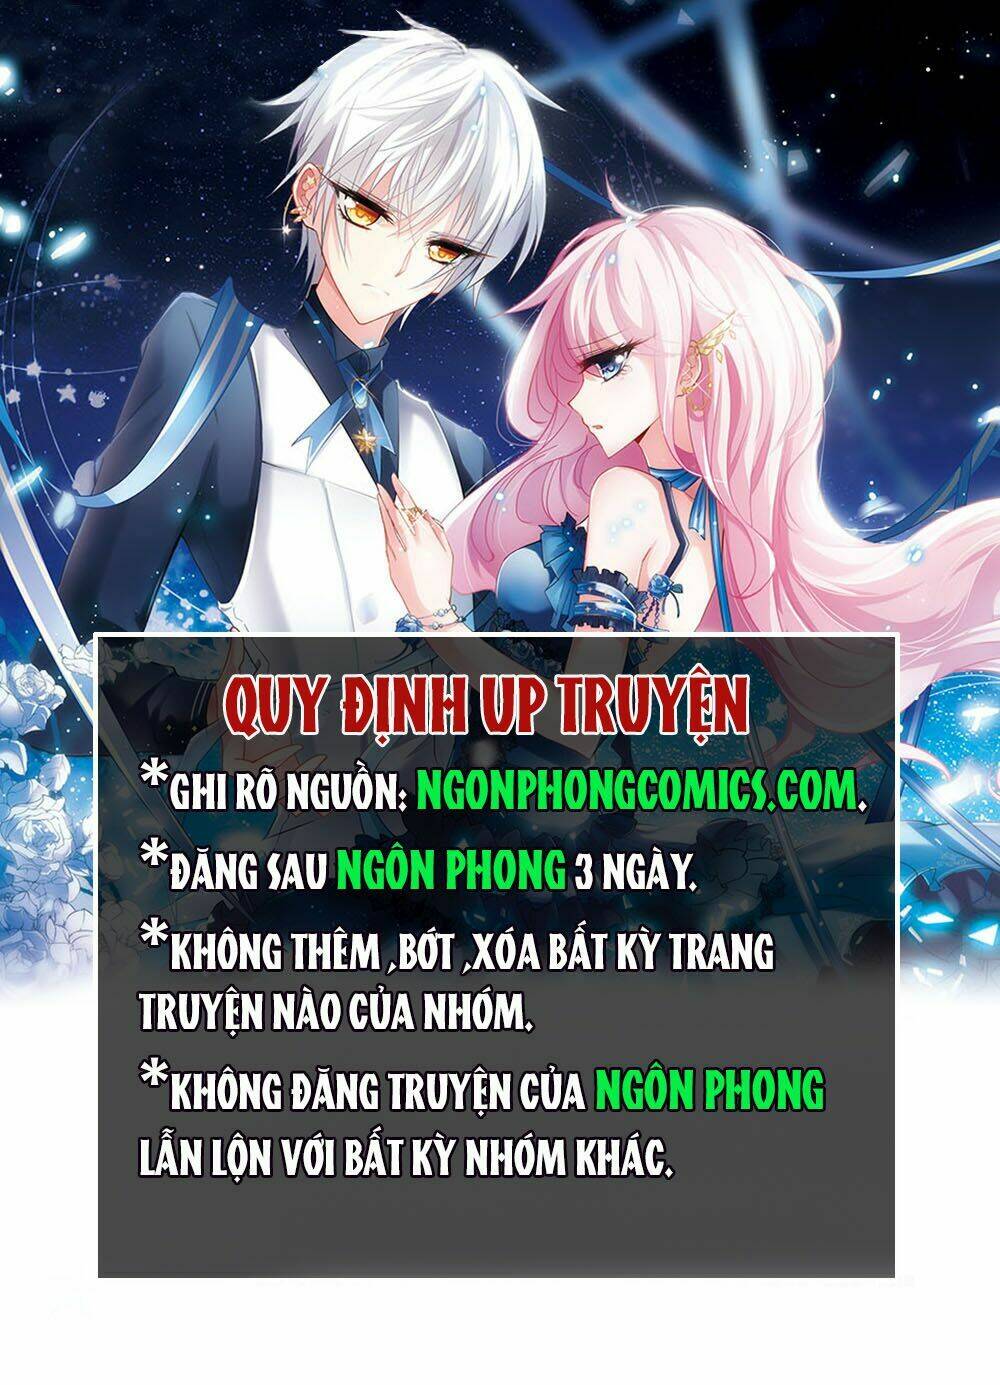 QUY ĐỊNH UP TRUYỆN
*GHI RÕ NGUỒN: NGONPHONGCOMICS.COM.
*ĐĂNG SAU NGÔN PHONG 3 NGÀY.
*KHÔNG THÊM ,BỚT ,XÓA BẤT KỲ TRANG
TRUYỆN NÀO CỦA NHÓM.
*KHÔNG ĐĂNG TRUYỆN CỦA NGÔN PHONG
LẪN LỘN VỚI BẤT KỲ NHÓM KHÁC.